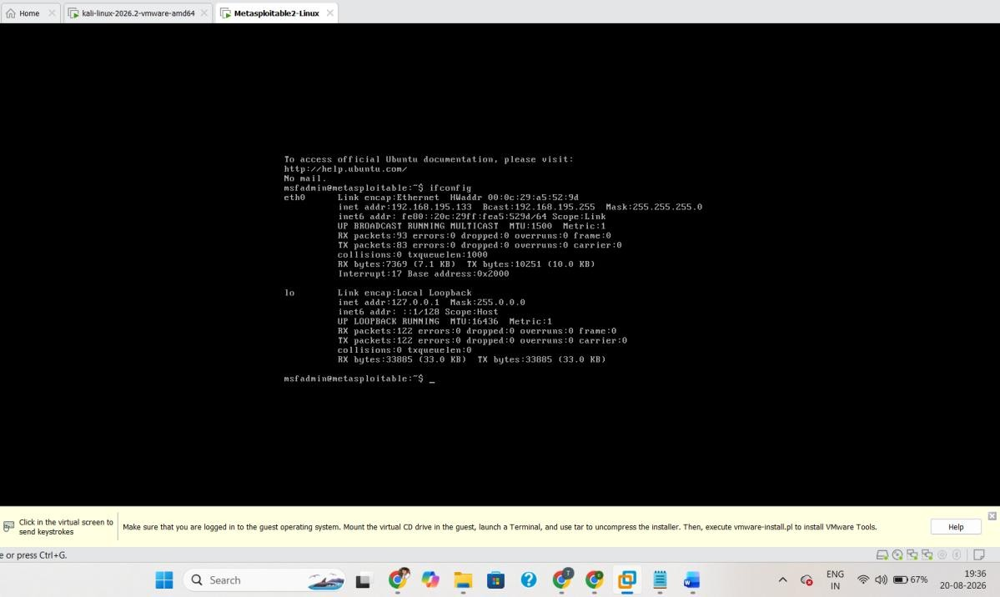 Home
kali-linux-2026.2-vmware-amd64
Metasploitable2-Linux
To access official Ubuntu documentation, please visit:
http://help.ubuntu.com/
No mail.
msfadmin@metasploitable:~$ ifconfig
eth0 Link encap:Ethernet HWaddr 00:0c:29:a5:52:9d
inet addr:192.168.195.133 Bcast:192.168.195.255 Mask:255.255.255.0
inet6 addr: fe80::20c:29ff:fea5:529d/64 Scope:Link
UP BROADCAST RUNNING MULTICAST MTU:1500 Metric:1
RX packets:93 errors:0 dropped:0 overruns:0 frame:0
TX packets:83 errors:0 dropped:0 overruns:0 carrier:0
collisions:0 txqueuelen:1000
RX bytes:7369 (7.1 KB) TX bytes:10251 (10.0 KB)
Interrupt:17 Base address:0x2000
lo Link encap:Local Loopback
inet addr:127.0.0.1 Mask:255.0.0.0
inet6 addr: ::1/128 Scope:Host
UP LOOPBACK RUNNING MTU:16436 Metric:1
RX packets:122 errors:0 dropped:0 overruns:0 frame:0
TX packets:122 errors:0 dropped:0 overruns:0 carrier:0
collisions:0 txqueuelen:0
RX bytes:33885 (33.0 KB) TX bytes:33885 (33.0 KB)
msfadmin@metasploitable:~$ _
Click in the virtual screen to
send keystrokes
Make sure that you are logged in to the guest operating system. Mount the virtual CD drive in the guest, launch a Terminal, and use tar to uncompress the installer. Then, execute vmware-install.pl to install VMware Tools.
Help
e or press Ctrl+G.
Search
ENG
IN
67%
19:36
20-08-2026